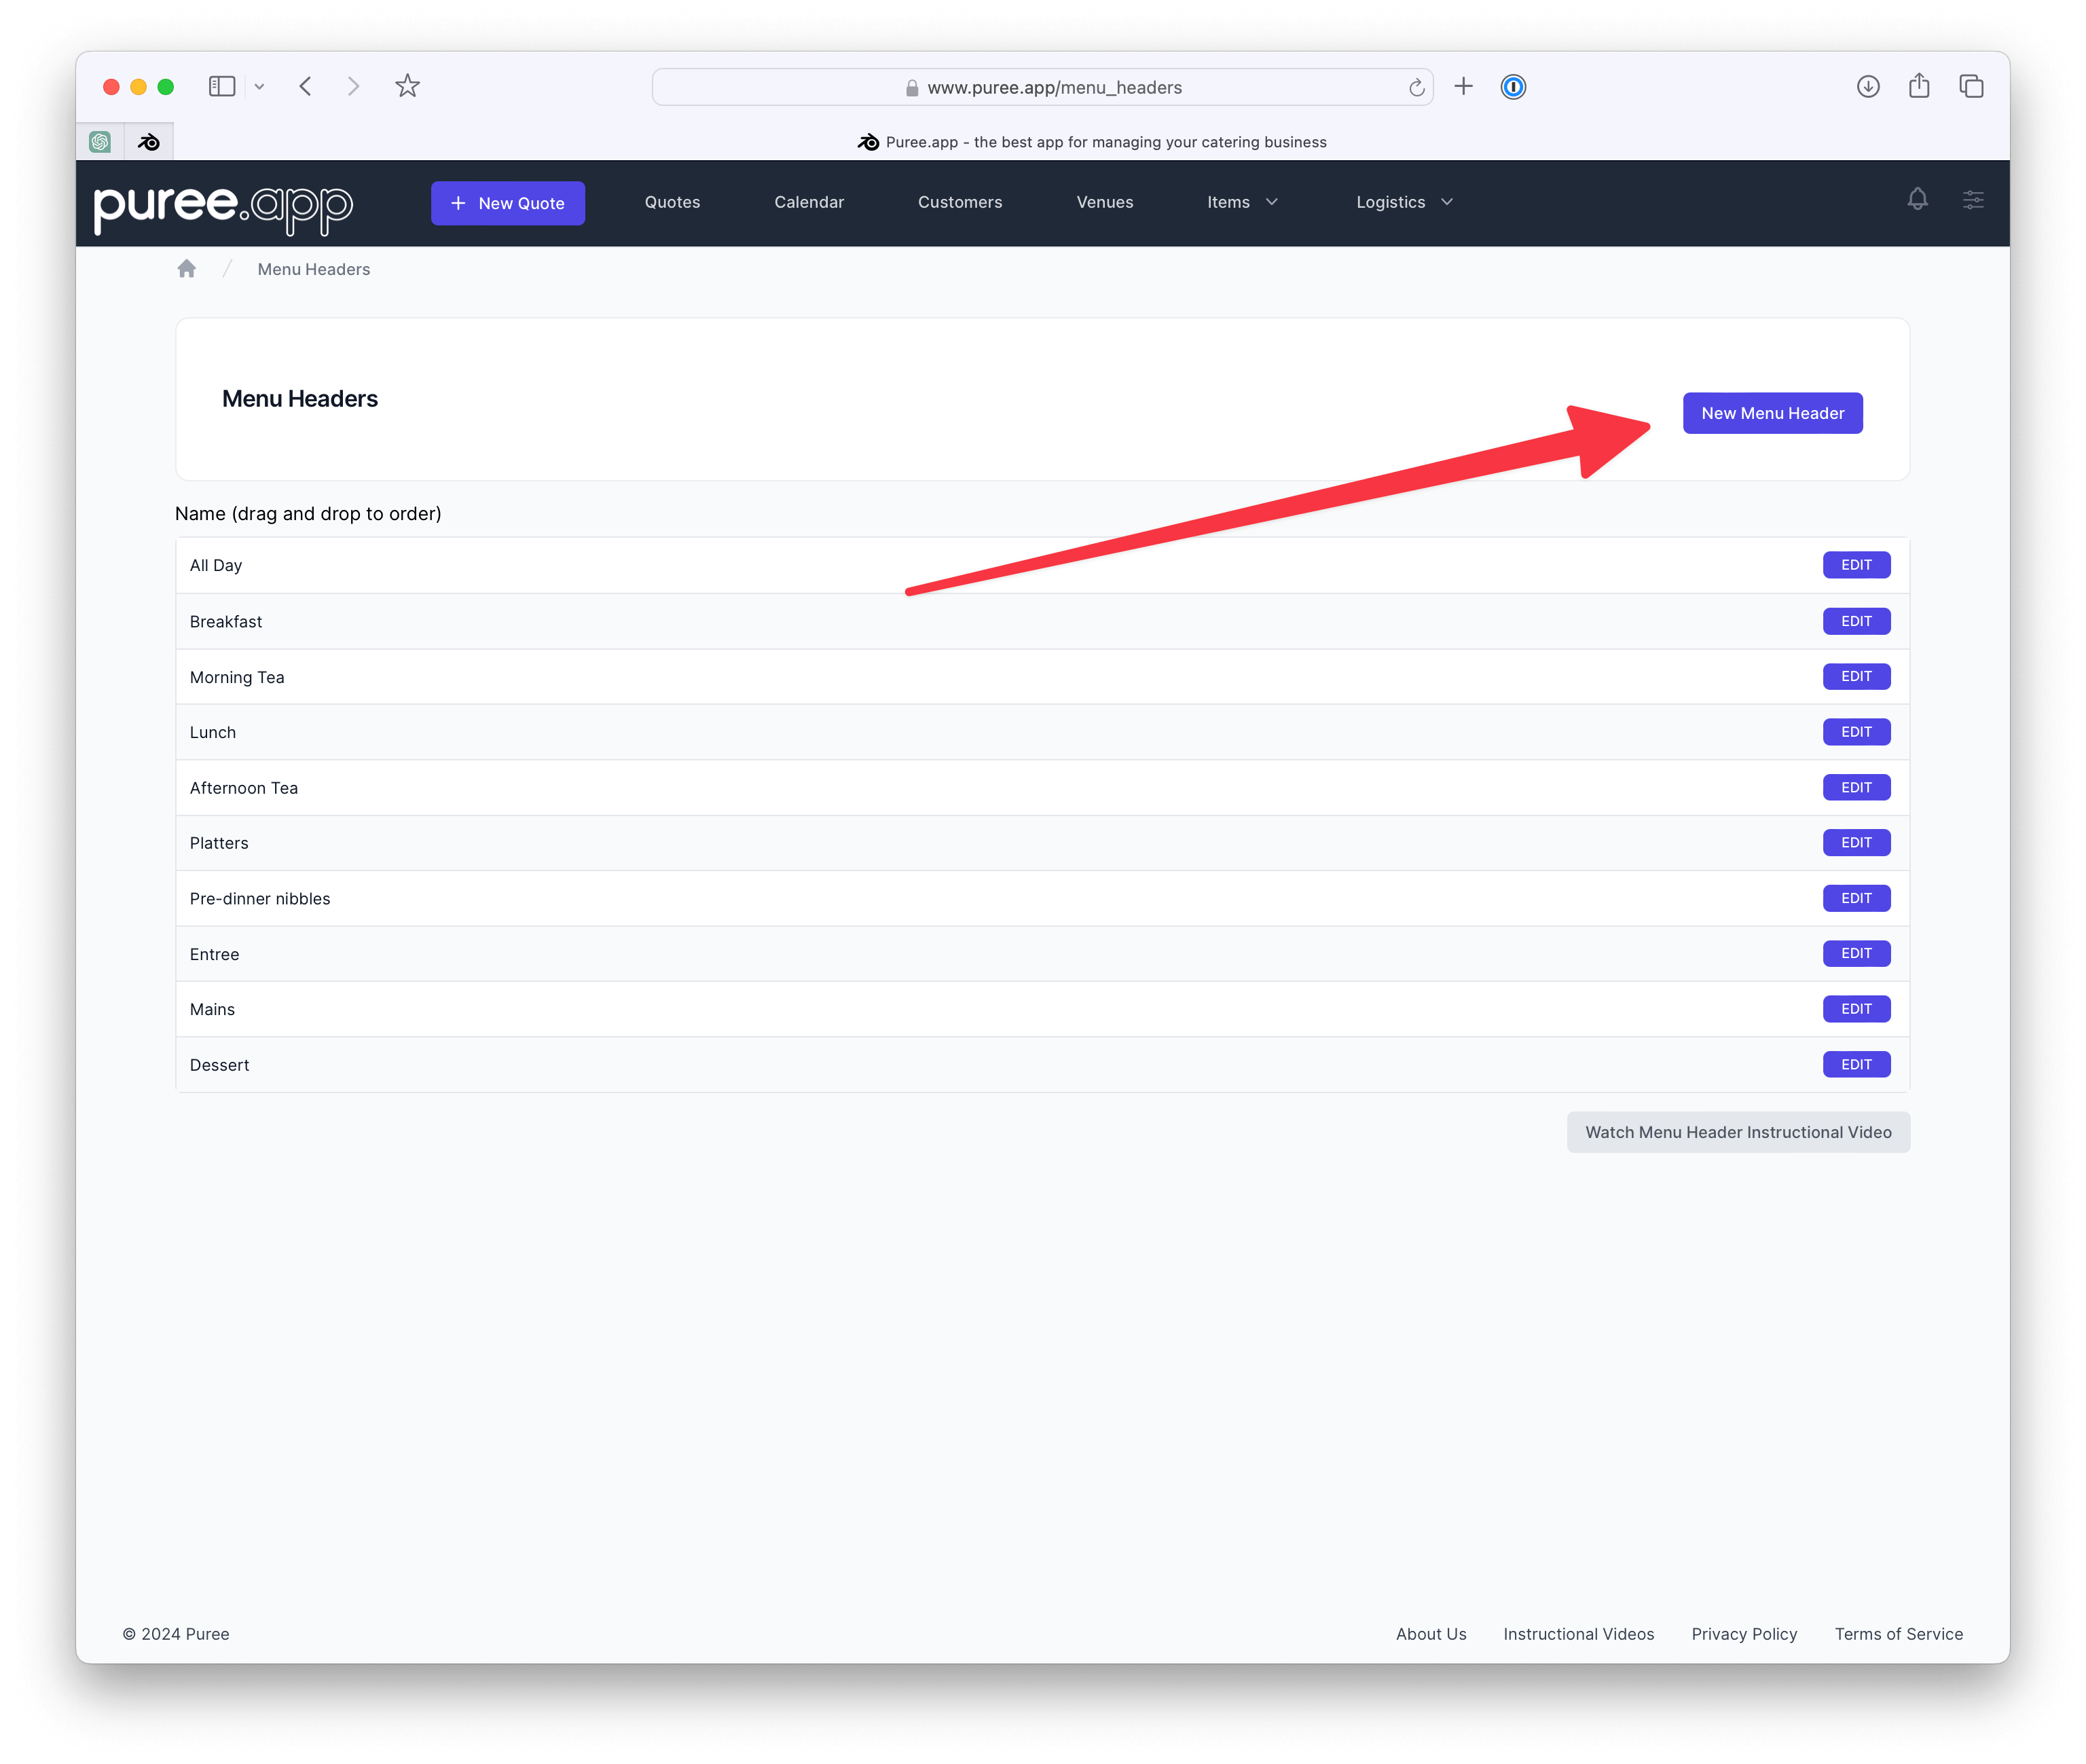 www.puree.app/menu_headers
Puree.app - the best app for managing your catering business
puree.app
New Quote
Quotes
Calendar
Customers
Venues
Items
Logistics
Menu Headers
Menu Headers
New Menu Header
Name (drag and drop to order)
All Day
EDIT
Breakfast
EDIT
Morning Tea
EDIT
Lunch
EDIT
Afternoon Tea
EDIT
Platters
EDIT
Pre-dinner nibbles
EDIT
Entree
EDIT
Mains
EDIT
Dessert
EDIT
Watch Menu Header Instructional Video
© 2024 Puree
About Us
Instructional Videos
Privacy Policy
Terms of Service